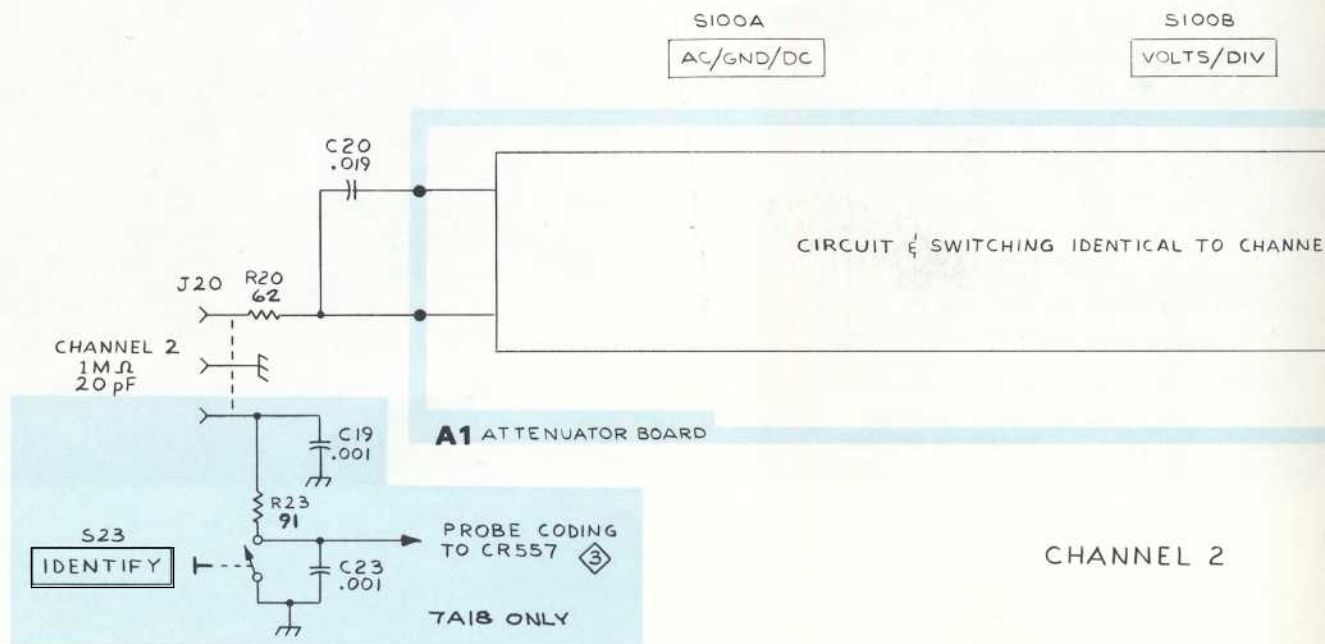 S100A
AC/GND/DC
S100B
VOLTS/DIV
C20
.019
CIRCUIT & SWITCHING IDENTICAL TO CHANNE
J20
R20
62
CHANNEL 2
1MΩ
20 pF
C19
.001
A1 ATTENUATOR BOARD
R23
91
S23
IDENTIFY
PROBE CODING
TO CR557 3
C23
.001
7A18 ONLY
CHANNEL 2